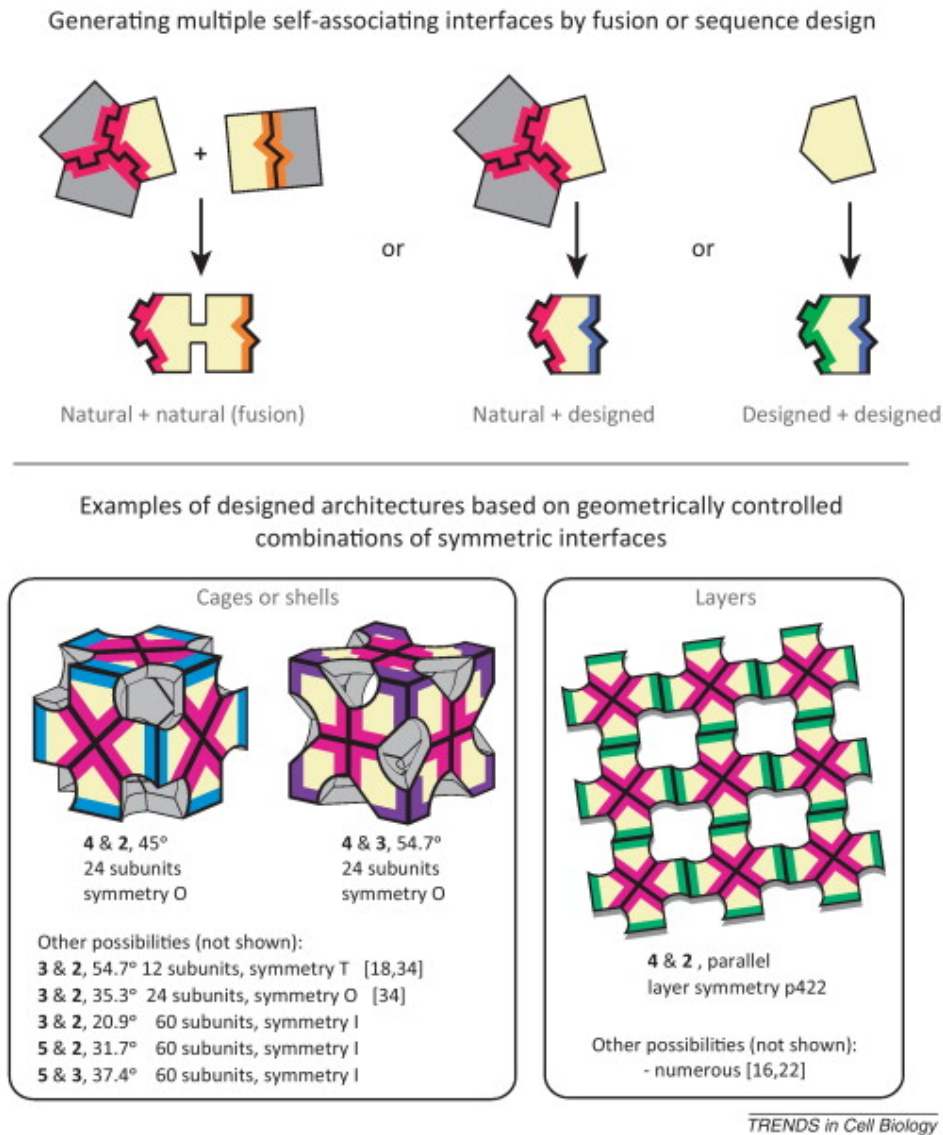 Generating multiple self-associating interfaces by fusion or sequence design
+
or
or
Natural + natural (fusion)
Natural + designed
Designed + designed
Examples of designed architectures based on geometrically controlled
combinations of symmetric interfaces
Cages or shells
4 & 2, 45°
24 subunits
symmetry O
4 & 3, 54.7°
24 subunits
symmetry O
Other possibilities (not shown):
3 & 2, 54.7° 12 subunits, symmetry T [18,34]
3 & 2, 35.3° 24 subunits, symmetry O [34]
3 & 2, 20.9° 60 subunits, symmetry I
5 & 2, 31.7° 60 subunits, symmetry I
5 & 3, 37.4° 60 subunits, symmetry I
Layers
4 & 2 , parallel
layer symmetry p422
Other possibilities (not shown):
- numerous [16,22]
TRENDS in Cell Biology